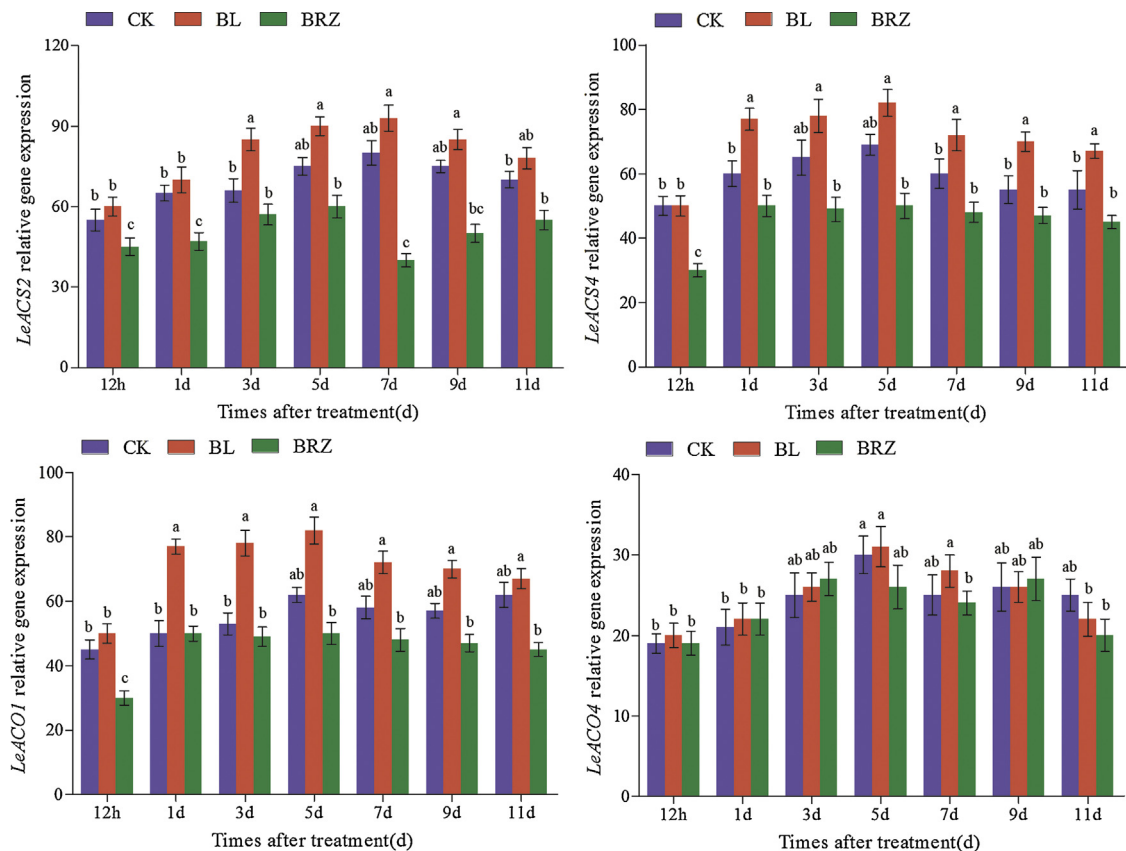 CK BL BRZ
LeACS2 relative gene expression
120
90
60
30
0
b b c
b b c
b a b
ab a b
ab a c
ab a bc
b ab b
12h 1d 3d 5d 7d 9d 11d
Times after treatment(d)
CK BL BRZ
LeACS4 relative gene expression
100
80
60
40
20
0
b b c
b a b
b a b
ab a b
b a b
b a b
b a b
12h 1d 3d 5d 7d 9d 11d
Times after treatment(d)
CK BL BRZ
LeACO1 relative gene expression
100
80
60
40
20
0
b b c
b a b
b a b
ab a b
ab a b
ab a b
ab ab b
12h 1d 3d 5d 7d 9d 11d
Times after treatment(d)
CK BL BRZ
LeACO4 relative gene expression
40
30
20
10
0
b b b
b b b
ab ab ab
a a ab
ab a b
ab ab ab
ab b b
12h 1d 3d 5d 7d 9d 11d
Times after treatment(d)